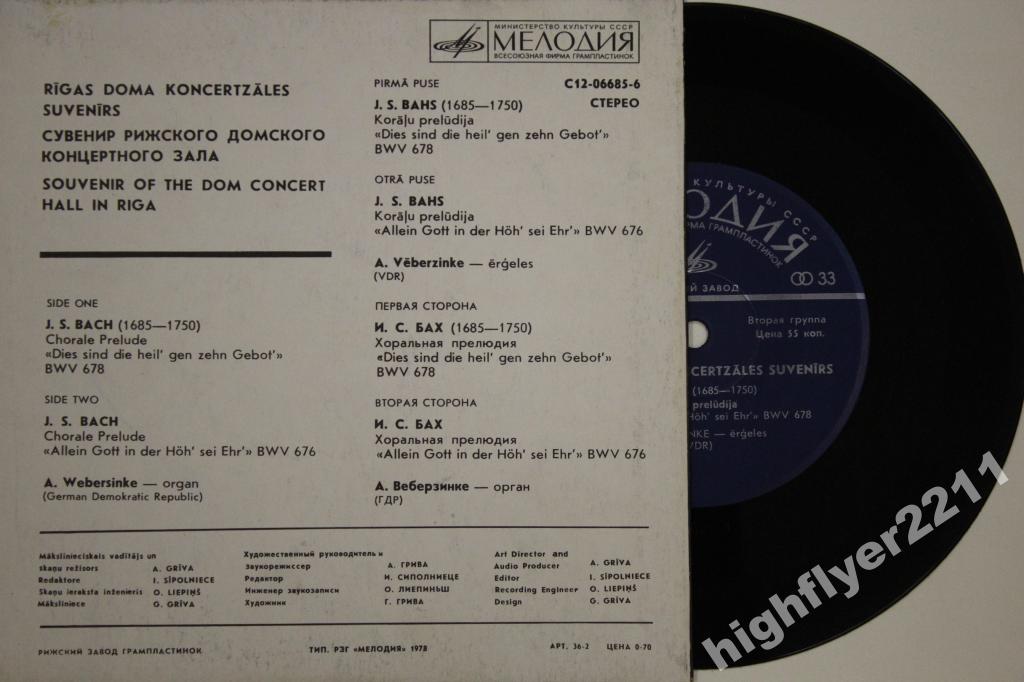 МИНИСТЕРСТВО КУЛЬТУРЫ СССР
МЕЛОДИЯ
ВСЕСОЮЗНАЯ ФИРМА ГРАМПЛАСТИНОК
RĪGAS DOMA KONCERTZĀLES
SUVENĪRS
СУВЕНИР РИЖСКОГО ДОМСКОГО
КОНЦЕРТНОГО ЗАЛА
SOUVENIR OF THE DOM CONCERT
HALL IN RIGA
SIDE ONE
J. S. BACH (1685—1750)
Chorale Prelude
«Dies sind die heil' gen zehn Gebot'»
BWV 678
SIDE TWO
J. S. BACH
Chorale Prelude
«Allein Gott in der Höh' sei Ehr'» BWV 676
A. Webersinke — organ
(German Democratic Republic)
PIRMĀ PUSE
C12-06685-6
СТЕРЕО
J. S. BAHS (1685—1750)
Korāļu prelūdija
«Dies sind die heil' gen zehn Gebot'»
BWV 678
OTRĀ PUSE
J. S. BAHS
Korāļu prelūdija
«Allein Gott in der Höh' sei Ehr'» BWV 676
A. Vēberzinke — ērģeles
(VDR)
ПЕРВАЯ СТОРОНА
И. С. БАХ (1685—1750)
Хоральная прелюдия
«Dies sind die heil' gen zehn Gebot'»
BWV 678
ВТОРАЯ СТОРОНА
И. С. БАХ
Хоральная прелюдия
«Allein Gott in der Höh' sei Ehr'» BWV 676
А. Веберзинке — орган
(ГДР)
Mākslinieciskais vadītājs un
skaņu režisors A. GRĪVA
Redaktore I. SĪPOLNIECE
Skaņu ieraksta inženieris O. LIEPIŅŠ
Māksliniece G. GRĪVA
Художественный руководитель и
звукорежиссер А. ГРИВА
Редактор И. СИПОЛНИЕЦЕ
Инженер звукозаписи О. ЛИЕПИНЬШ
Художник Г. ГРИВА
Art Director and
Audio Producer A. GRĪVA
Editor I. SĪPOLNIECE
Recording Engineer O. LIEPIŅŠ
Design G. GRĪVA
РИЖСКИЙ ЗАВОД ГРАМПЛАСТИНОК ТИП. РЗГ «МЕЛОДИЯ» 1978 АРТ. 36-2 ЦЕНА 0-70
КУЛЬТУРЫ СССР
ОДИЯ
РМА ГРАМПЛАСТИНОК
КИЙ ЗАВОД
33
Вторая группа
Цена 55 коп.
CERTZĀLES SUVENĪRS
(1685—1750)
prelūdija
Höh' sei Ehr'» BWV 678
NKE — ērģeles
VDR)
highflyer2211